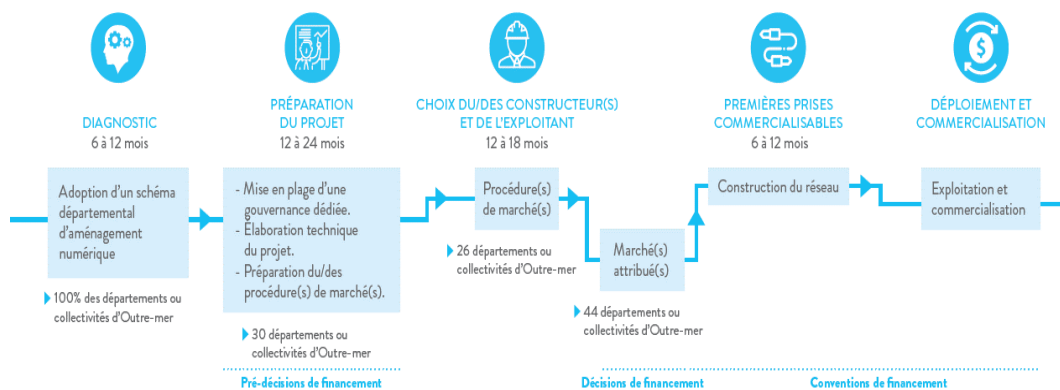 DIAGNOSTIC
6 à 12 mois
Adoption d'un schéma
départemental
d'aménagement
numérique
100% des départements ou
collectivités d'Outre-mer
PRÉPARATION
DU PROJET
12 à 24 mois
- Mise en plage d'une
gouvernance dédiée.
- Élaboration technique
du projet.
- Préparation du/des
procédure(s) de marché(s).
30 départements ou
collectivités d'Outre-mer
Pré-décisions de financement
CHOIX DU/DES CONSTRUCTEUR(S)
ET DE L'EXPLOITANT
12 à 18 mois
Procédure(s)
de marché(s)
26 départements ou
collectivités d'Outre-mer
Marché(s)
attribué(s)
44 départements ou
collectivités d'Outre-mer
Décisions de financement
PREMIÈRES PRISES
COMMERCIALISABLES
6 à 12 mois
Construction du réseau
DÉPLOIEMENT ET
COMMERCIALISATION
$
Exploitation et
commercialisation
Conventions de financement